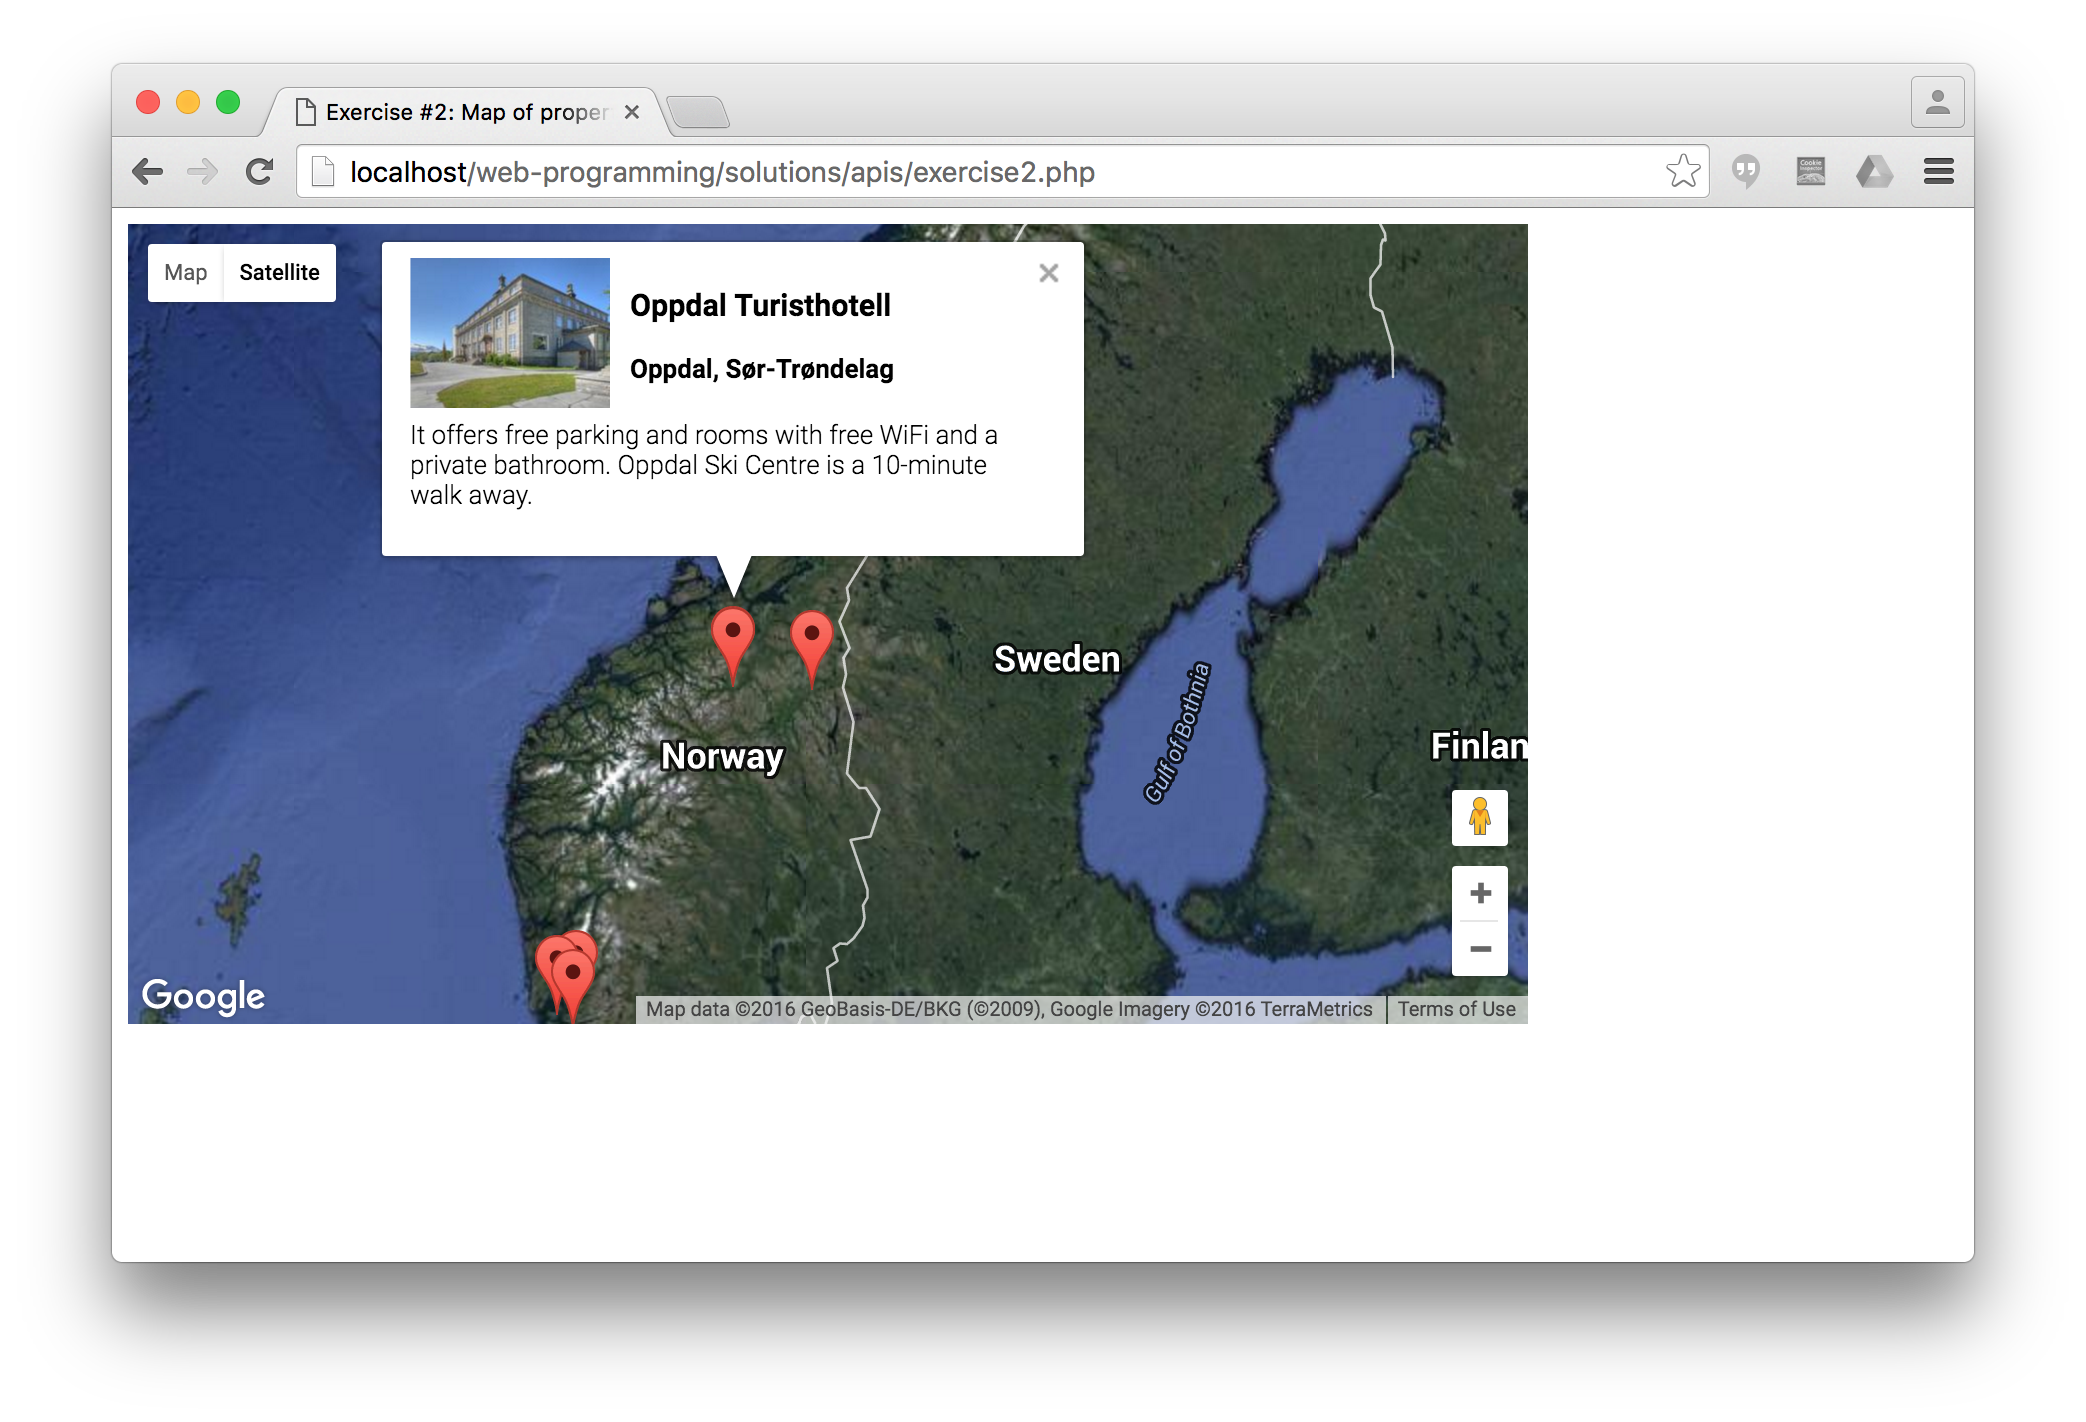 Exercise #2: Map of proper
localhost/web-programming/solutions/apis/exercise2.php
Map Satellite
Oppdal Turisthotell
Oppdal, Sør-Trøndelag
It offers free parking and rooms with free WiFi and a
private bathroom. Oppdal Ski Centre is a 10-minute
walk away.
Sweden
Gulf of Bothnia
Norway
Finlan
Google
Map data ©2016 GeoBasis-DE/BKG (©2009), Google Imagery ©2016 TerraMetrics
Terms of Use